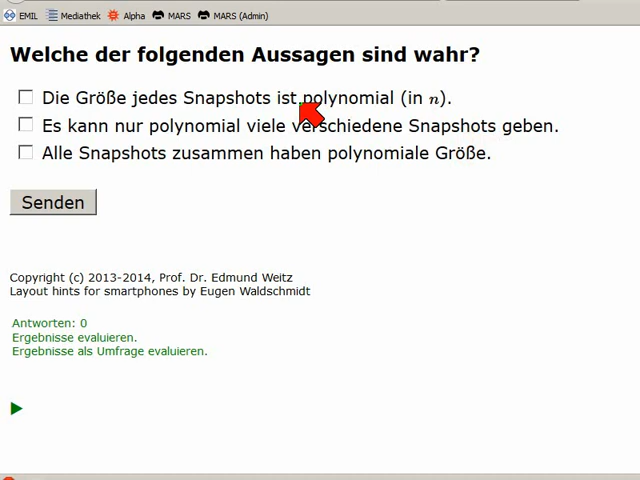 EMIL Mediathek Alpha MARS MARS (Admin)
Welche der folgenden Aussagen sind wahr?
Die Größe jedes Snapshots ist polynomial (in n).
Es kann nur polynomial viele verschiedene Snapshots geben.
Alle Snapshots zusammen haben polynomiale Größe.
Senden
Copyright (c) 2013-2014, Prof. Dr. Edmund Weitz
Layout hints for smartphones by Eugen Waldschmidt
Antworten: 0
Ergebnisse evaluieren.
Ergebnisse als Umfrage evaluieren.